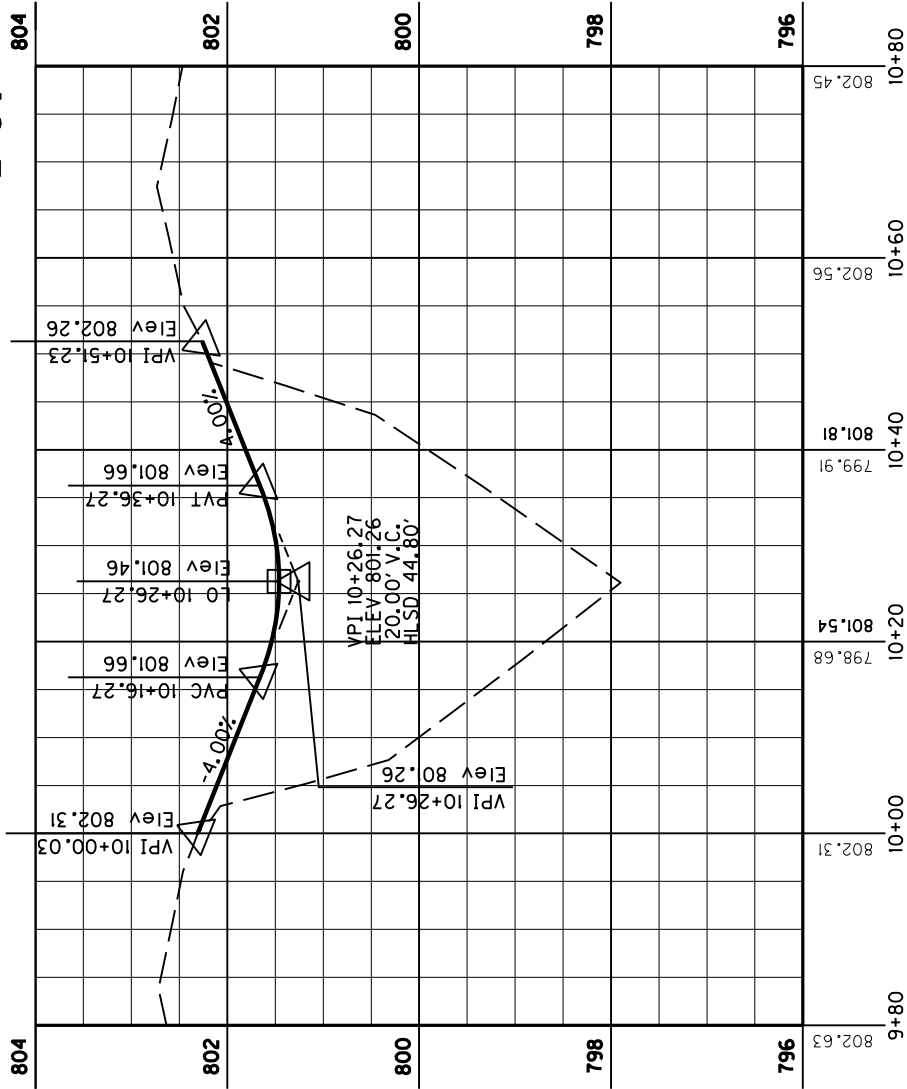 804
802
800
798
796
VPI 10+00.03
Elev 802.31
-4.00%
PVC 10+16.27
Elev 801.66
LO 10+26.27
Elev 801.46
PVT 10+36.27
Elev 801.66
4.00%
VPI 10+51.23
Elev 802.26
VPI 10+26.27
ELEV 801.26
20.00' V.C.
HLSD 44.80'
VPI 10+26.27
Elev 801.26
804
802
800
798
796
802.63
802.31
798.68
801.54
799.91
801.81
802.56
802.45
9+80
10+00
10+20
10+40
10+60
10+80